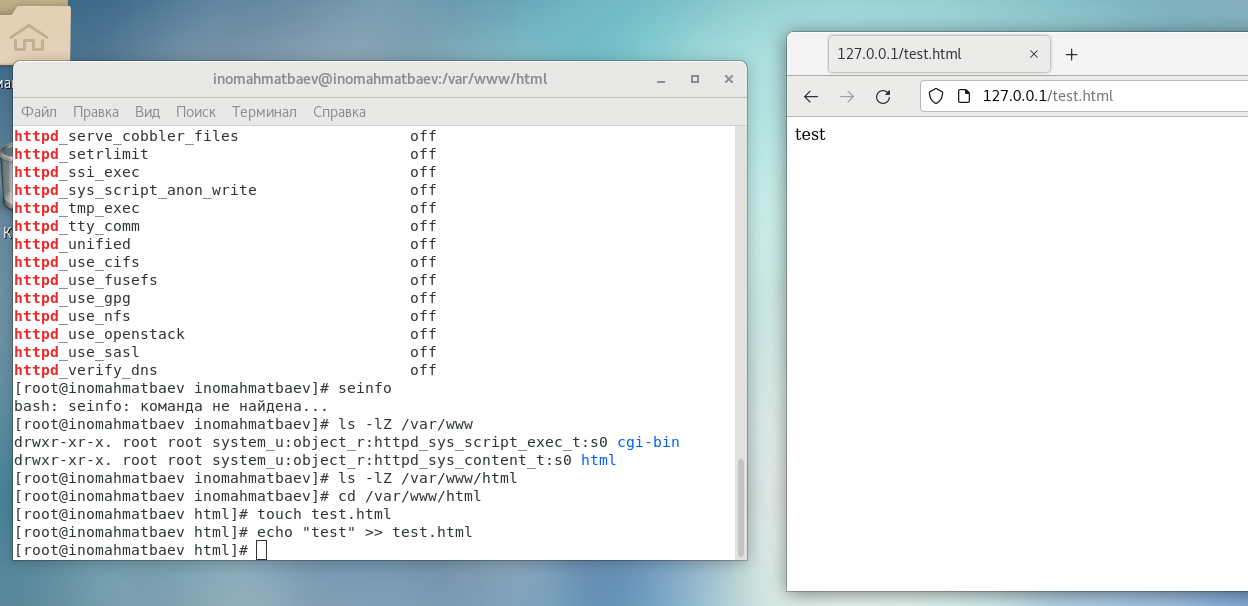 inomahmatbaev@inomahmatbaev:/var/www/html
Файл Правка Вид Поиск Терминал Справка
httpd_serve_cobbler_files off
httpd_setrlimit off
httpd_ssi_exec off
httpd_sys_script_anon_write off
httpd_tmp_exec off
httpd_tty_comm off
httpd_unified off
httpd_use_cifs off
httpd_use_fusefs off
httpd_use_gpg off
httpd_use_nfs off
httpd_use_openstack off
httpd_use_sasl off
httpd_verify_dns off
[root@inomahmatbaev inomahmatbaev]# seinfo
bash: seinfo: команда не найдена...
[root@inomahmatbaev inomahmatbaev]# ls -lZ /var/www
drwxr-xr-x. root root system_u:object_r:httpd_sys_script_exec_t:s0 cgi-bin
drwxr-xr-x. root root system_u:object_r:httpd_sys_content_t:s0 html
[root@inomahmatbaev inomahmatbaev]# ls -lZ /var/www/html
[root@inomahmatbaev inomahmatbaev]# cd /var/www/html
[root@inomahmatbaev html]# touch test.html
[root@inomahmatbaev html]# echo "test" >> test.html
[root@inomahmatbaev html]#
127.0.0.1/test.html
127.0.0.1/test.html
test